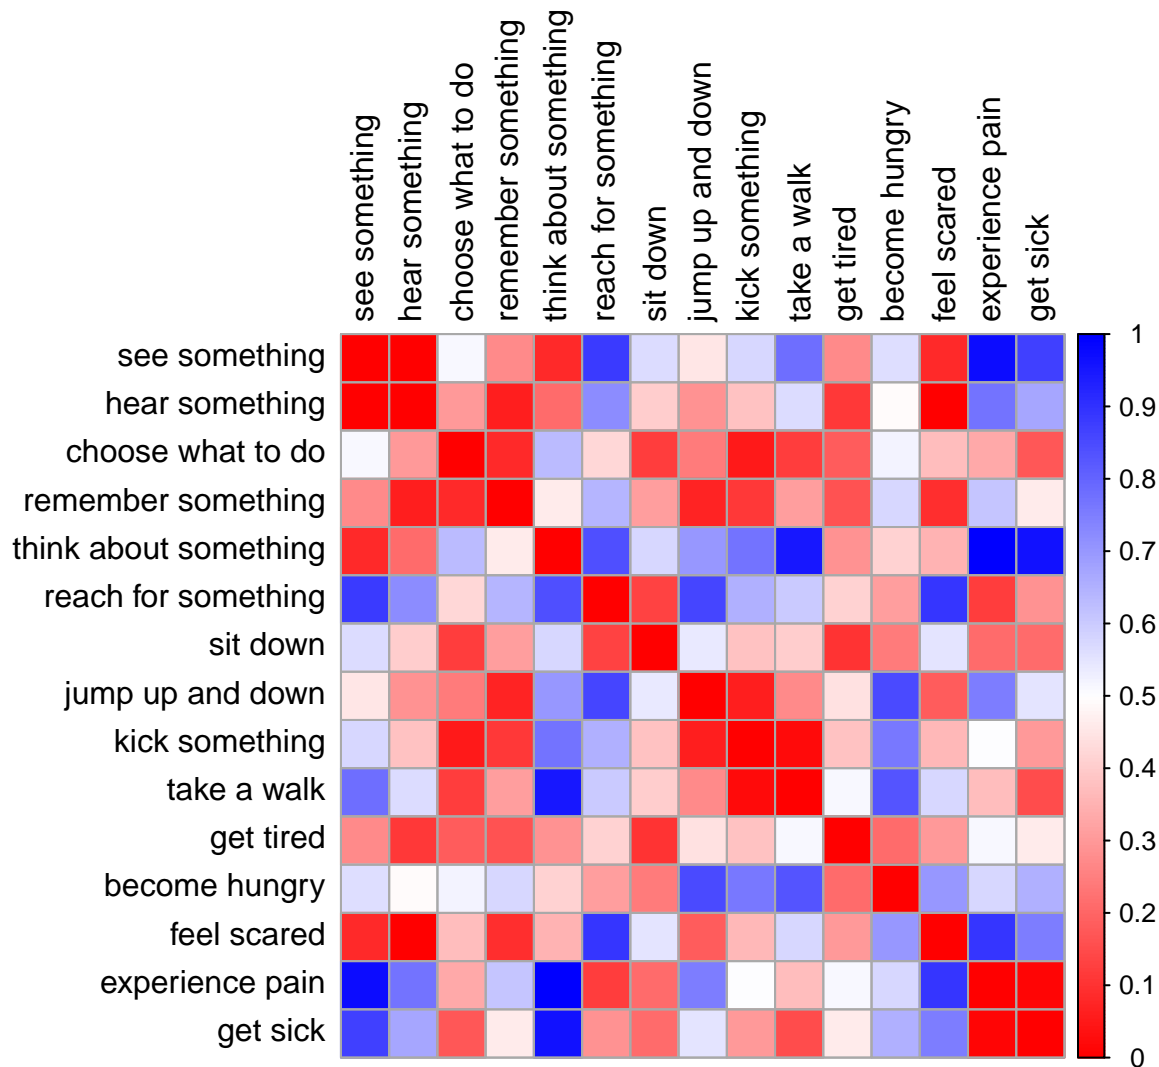 see something
hear something
choose what to do
remember something
think about something
reach for something
sit down
jump up and down
kick something
take a walk
get tired
become hungry
feel scared
experience pain
get sick
see something
hear something
choose what to do
remember something
think about something
reach for something
sit down
jump up and down
kick something
take a walk
get tired
become hungry
feel scared
experience pain
get sick
1
0.9
0.8
0.7
0.6
0.5
0.4
0.3
0.2
0.1
0